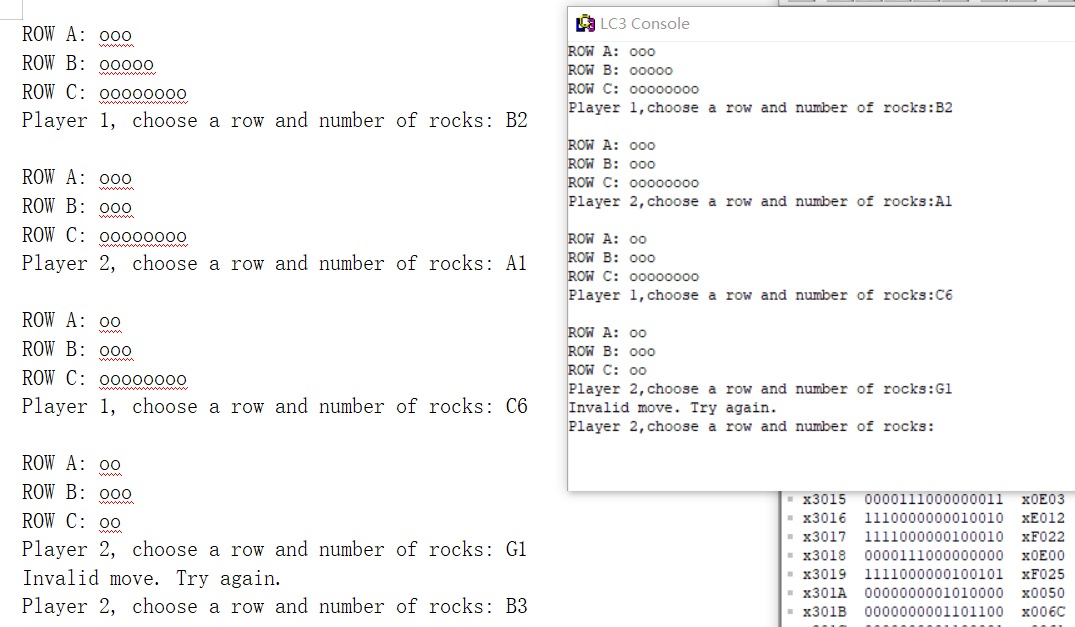 ROW A: ooo
ROW B: ooooo
ROW C: oooooooo
Player 1, choose a row and number of rocks: B2
ROW A: ooo
ROW B: ooo
ROW C: oooooooo
Player 2, choose a row and number of rocks: A1
ROW A: oo
ROW B: ooo
ROW C: oooooooo
Player 1, choose a row and number of rocks: C6
ROW A: oo
ROW B: ooo
ROW C: oo
Player 2, choose a row and number of rocks: G1
Invalid move. Try again.
Player 2, choose a row and number of rocks: B3
LC3 Console
ROW A: ooo
ROW B: ooooo
ROW C: oooooooo
Player 1,choose a row and number of rocks:B2
ROW A: ooo
ROW B: ooo
ROW C: oooooooo
Player 2,choose a row and number of rocks:A1
ROW A: oo
ROW B: ooo
ROW C: oooooooo
Player 1,choose a row and number of rocks:C6
ROW A: oo
ROW B: ooo
ROW C: oo
Player 2,choose a row and number of rocks:G1
Invalid move. Try again.
Player 2,choose a row and number of rocks:
x3015 0000111000000011 x0E03
x3016 1110000000010010 xE012
x3017 1111000000100010 xF022
x3018 0000111000000000 x0E00
x3019 1111000000100101 xF025
x301A 0000000001010000 x0050
x301B 0000000001101100 x006C